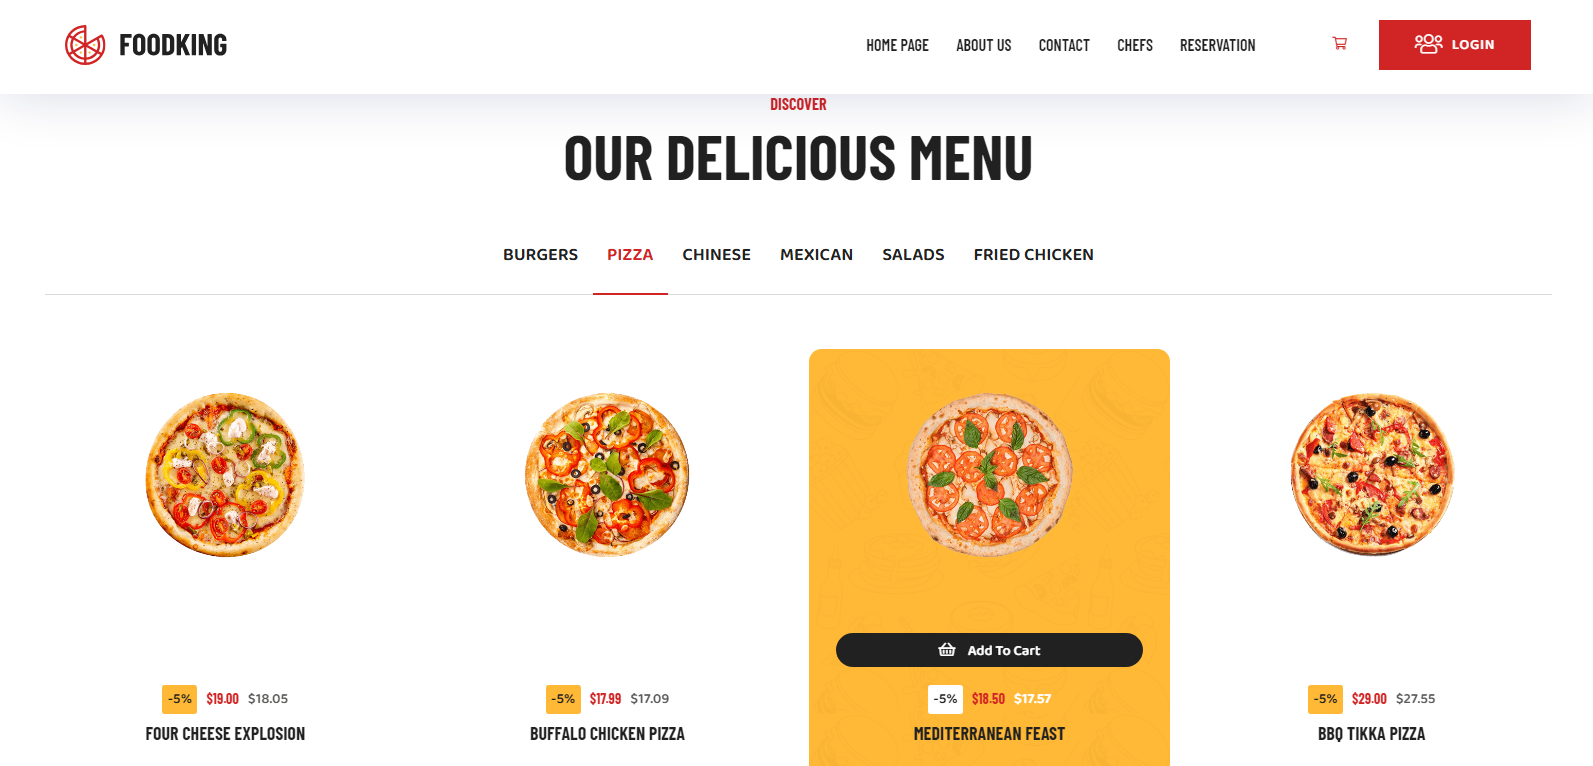 FOODKING
HOME PAGE ABOUT US CONTACT CHEFS RESERVATION
LOGIN
DISCOVER
OUR DELICIOUS MENU
BURGERS PIZZA CHINESE MEXICAN SALADS FRIED CHICKEN
Add To Cart
-5% $19.00 $18.05
FOUR CHEESE EXPLOSION
-5% $17.99 $17.09
BUFFALO CHICKEN PIZZA
-5% $18.50 $17.57
MEDITERRANEAN FEAST
-5% $29.00 $27.55
BBQ TIKKA PIZZA